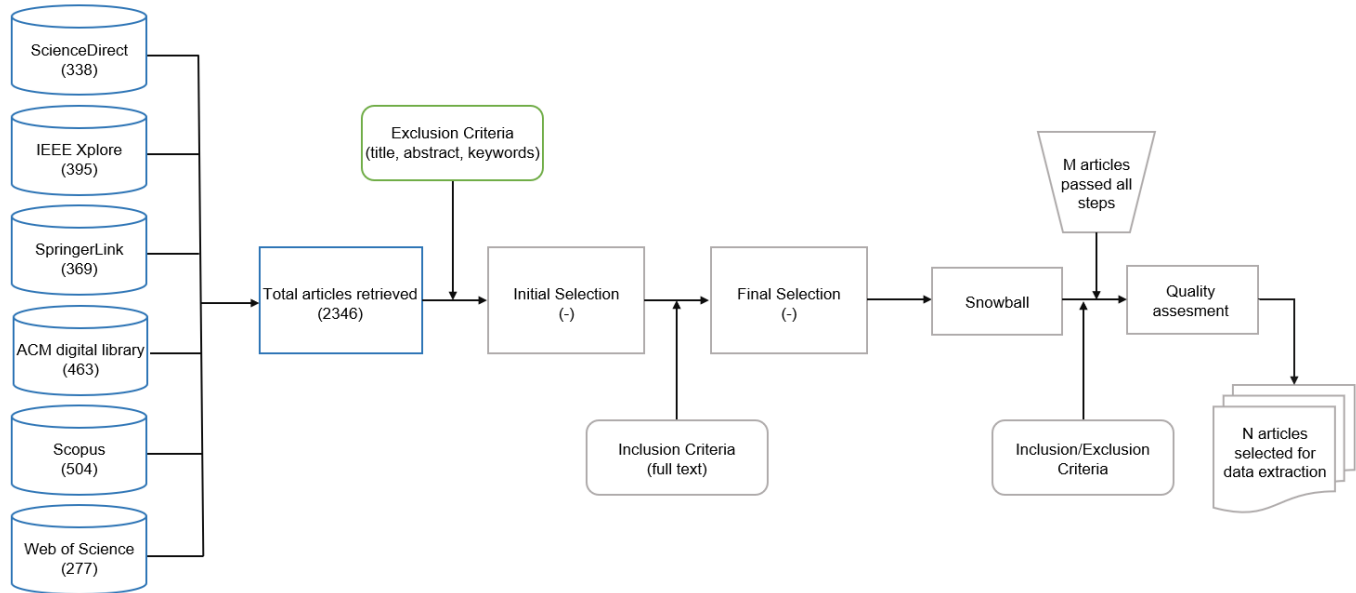 ScienceDirect
(338)
IEEE Xplore
(395)
SpringerLink
(369)
ACM digital library
(463)
Scopus
(504)
Web of Science
(277)
Total articles retrieved
(2346)
Exclusion Criteria
(title, abstract, keywords)
Initial Selection
(-)
Inclusion Criteria
(full text)
Final Selection
(-)
Snowball
M articles
passed all
steps
Inclusion/Exclusion
Criteria
Quality
assesment
N articles
selected for
data extraction